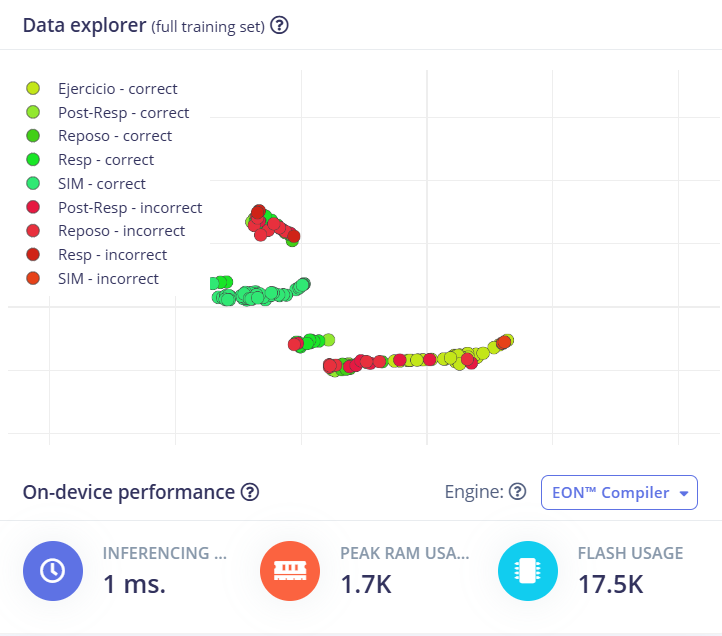 Data explorer (full training set) ?
Ejercicio - correct
Post-Resp - correct
Reposo - correct
Resp - correct
SIM - correct
Post-Resp - incorrect
Reposo - incorrect
Resp - incorrect
SIM - incorrect
On-device performance ? Engine: ? EON™ Compiler
INFERENCING ... PEAK RAM USA... FLASH USAGE
1 ms. 1.7K 17.5K